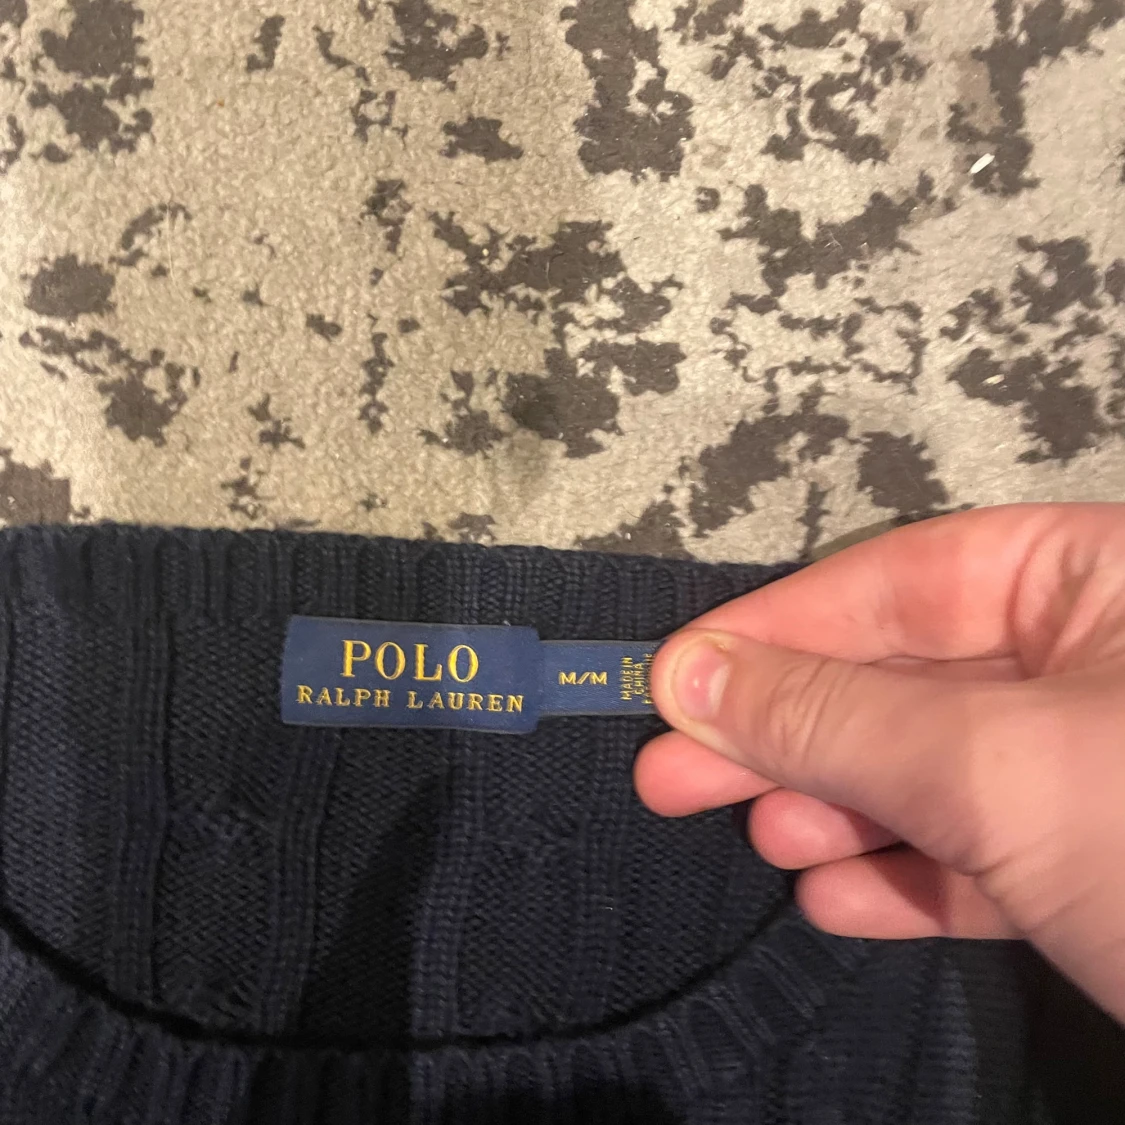 POLO
RALPH LAUREN
M/M
MADE IN
CHINA